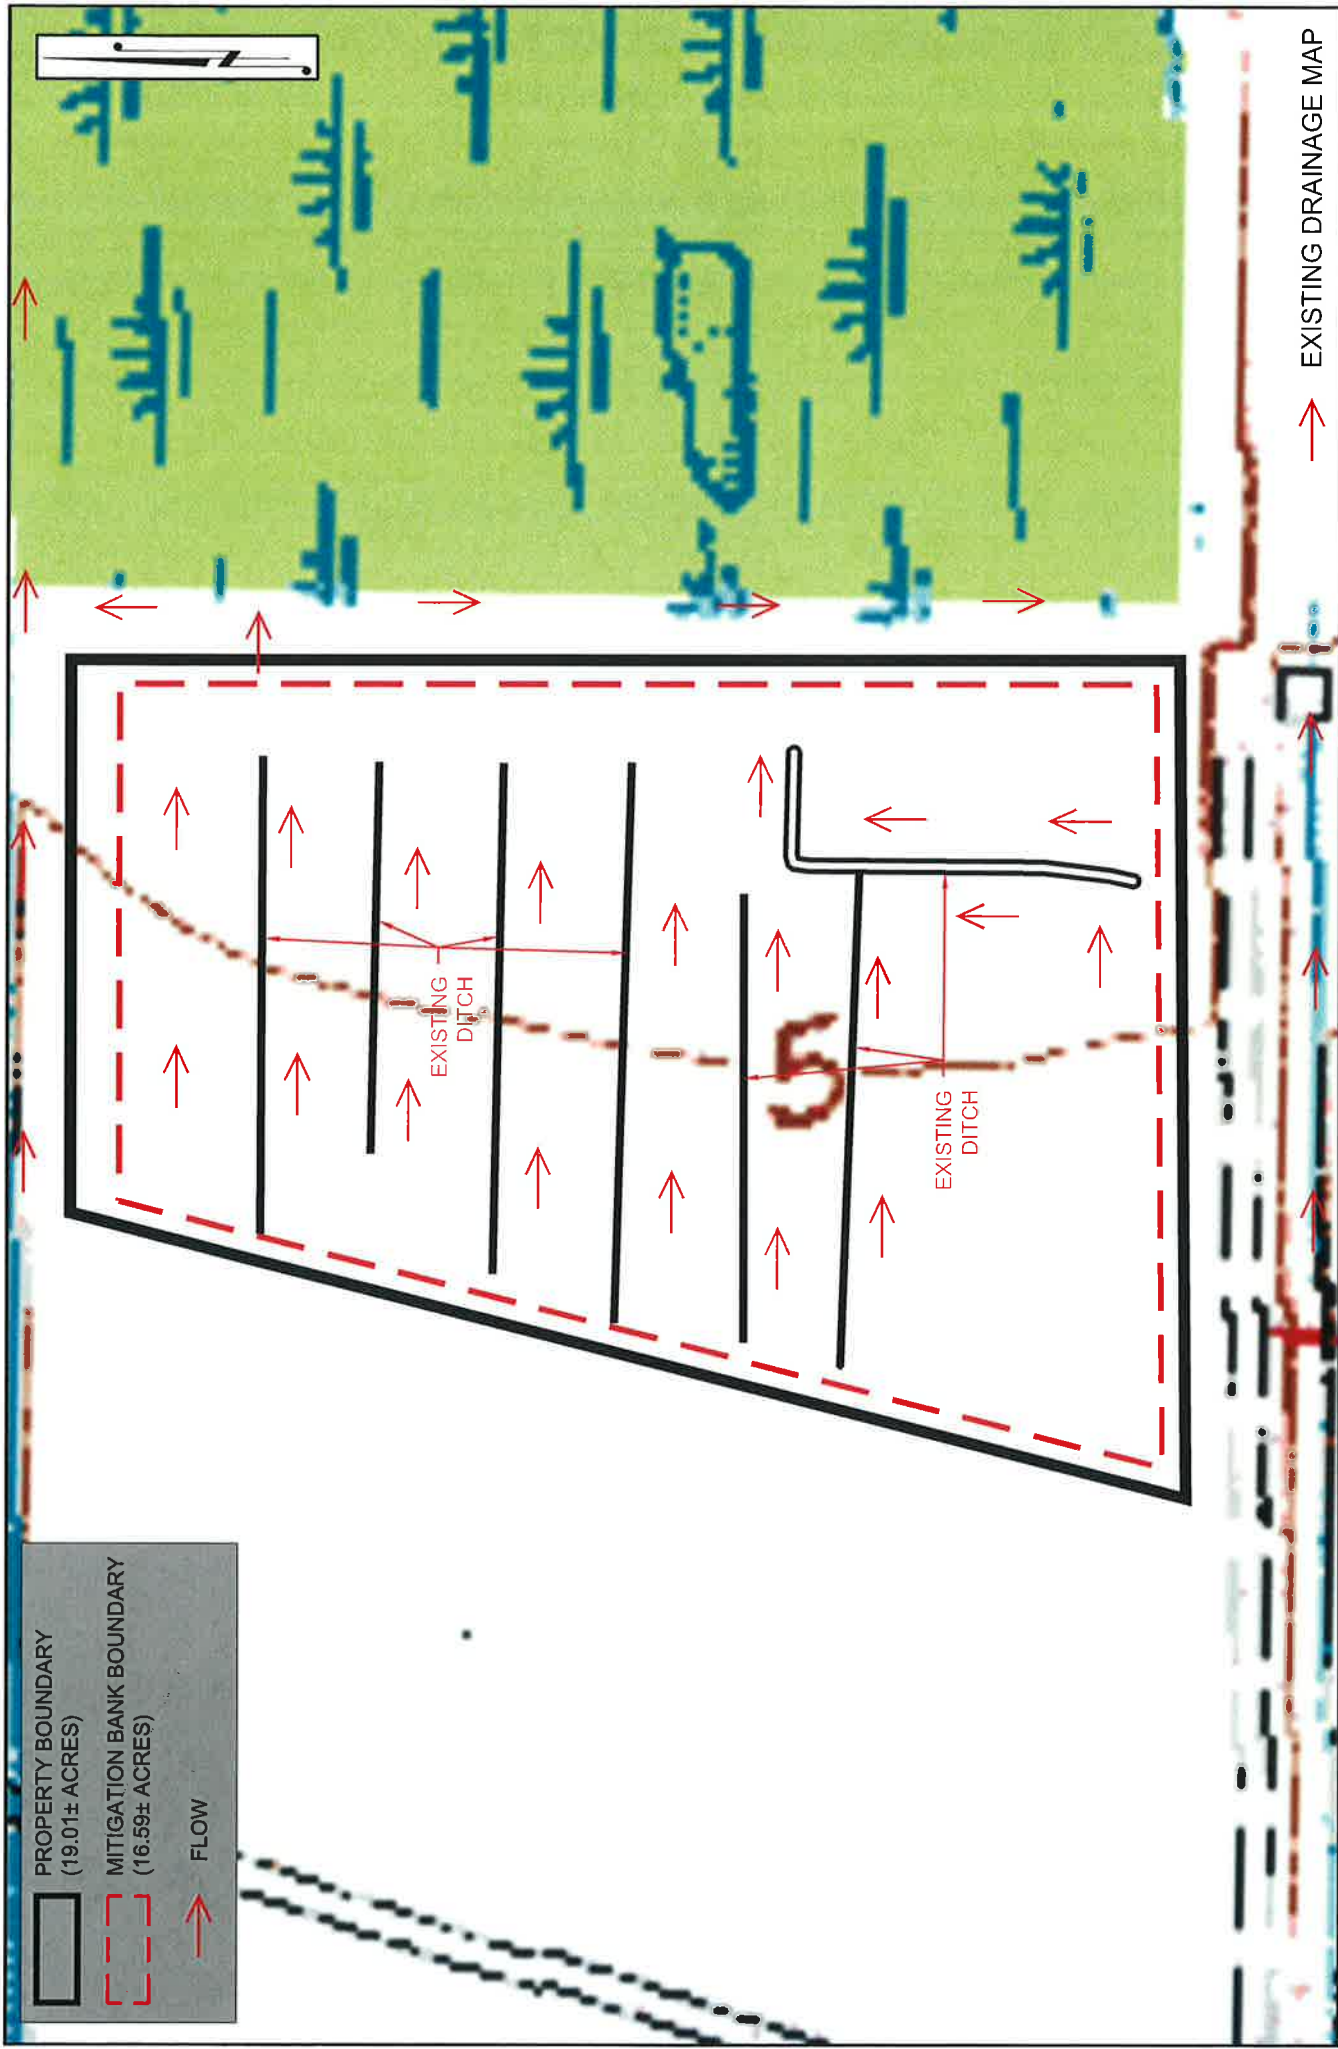 PROPERTY BOUNDARY
(19.01± ACRES)
MITIGATION BANK BOUNDARY
(16.59± ACRES)
FLOW
EXISTING
DITCH
5
EXISTING
DITCH
EXISTING DRAINAGE MAP